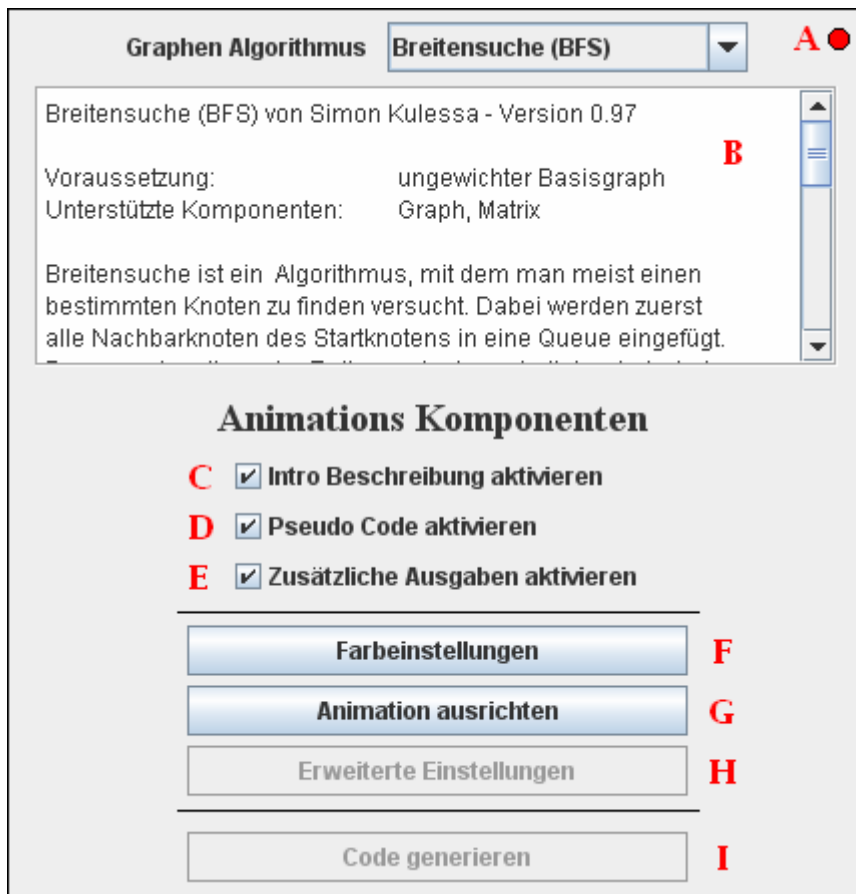 Graphen Algorithmus Breitensuche (BFS) A
Breitensuche (BFS) von Simon Kulessa - Version 0.97
B
Voraussetzung: ungewichter Basisgraph
Unterstützte Komponenten: Graph, Matrix
Breitensuche ist ein Algorithmus, mit dem man meist einen
bestimmten Knoten zu finden versucht. Dabei werden zuerst
alle Nachbarknoten des Startknotens in eine Queue eingefügt.
Animations Komponenten
C Intro Beschreibung aktivieren
D Pseudo Code aktivieren
E Zusätzliche Ausgaben aktivieren
Farbeinstellungen F
Animation ausrichten G
Erweiterte Einstellungen H
Code generieren I